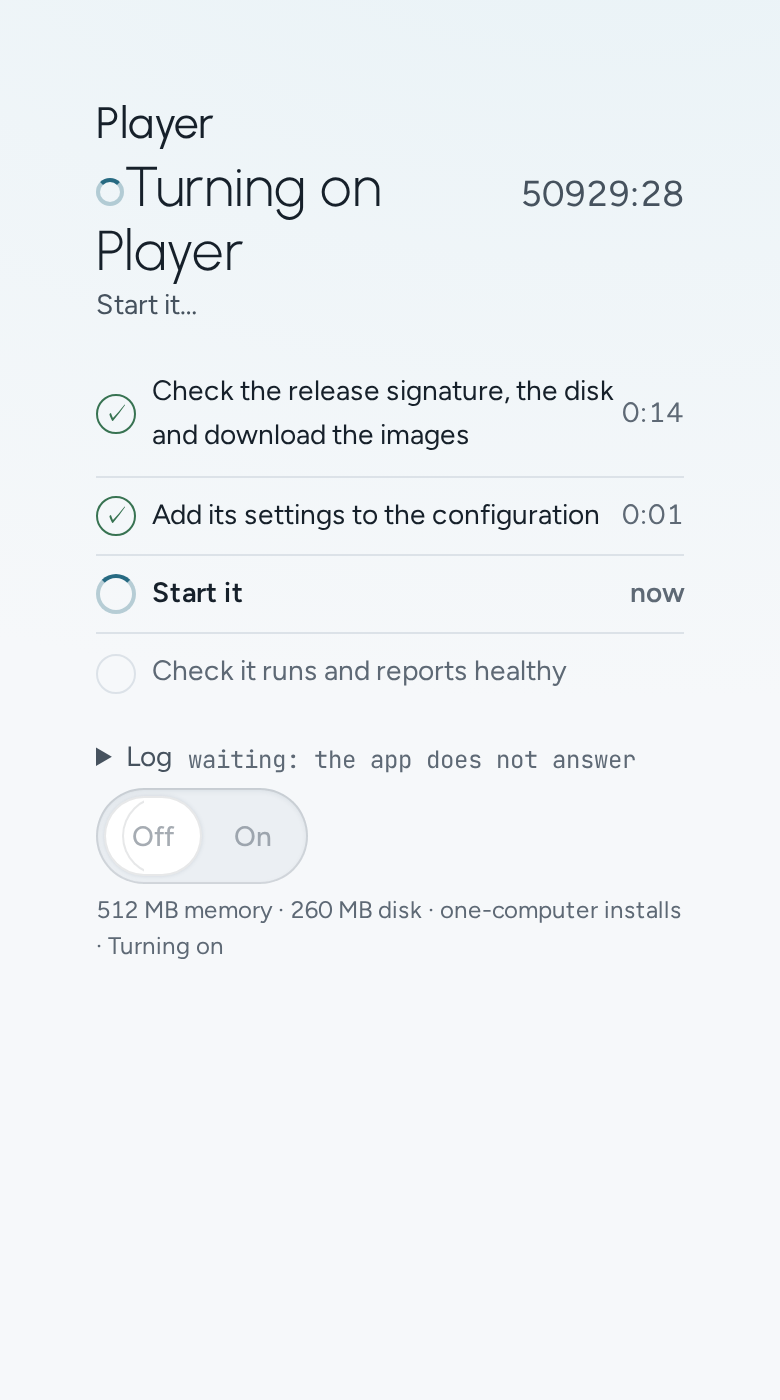 Player
Turning on
Player
50929:28
Start it…
Check the release signature, the disk
and download the images
0:14
Add its settings to the configuration
0:01
Start it
now
Check it runs and reports healthy
Log waiting: the app does not answer
Off On
512 MB memory · 260 MB disk · one-computer installs
· Turning on